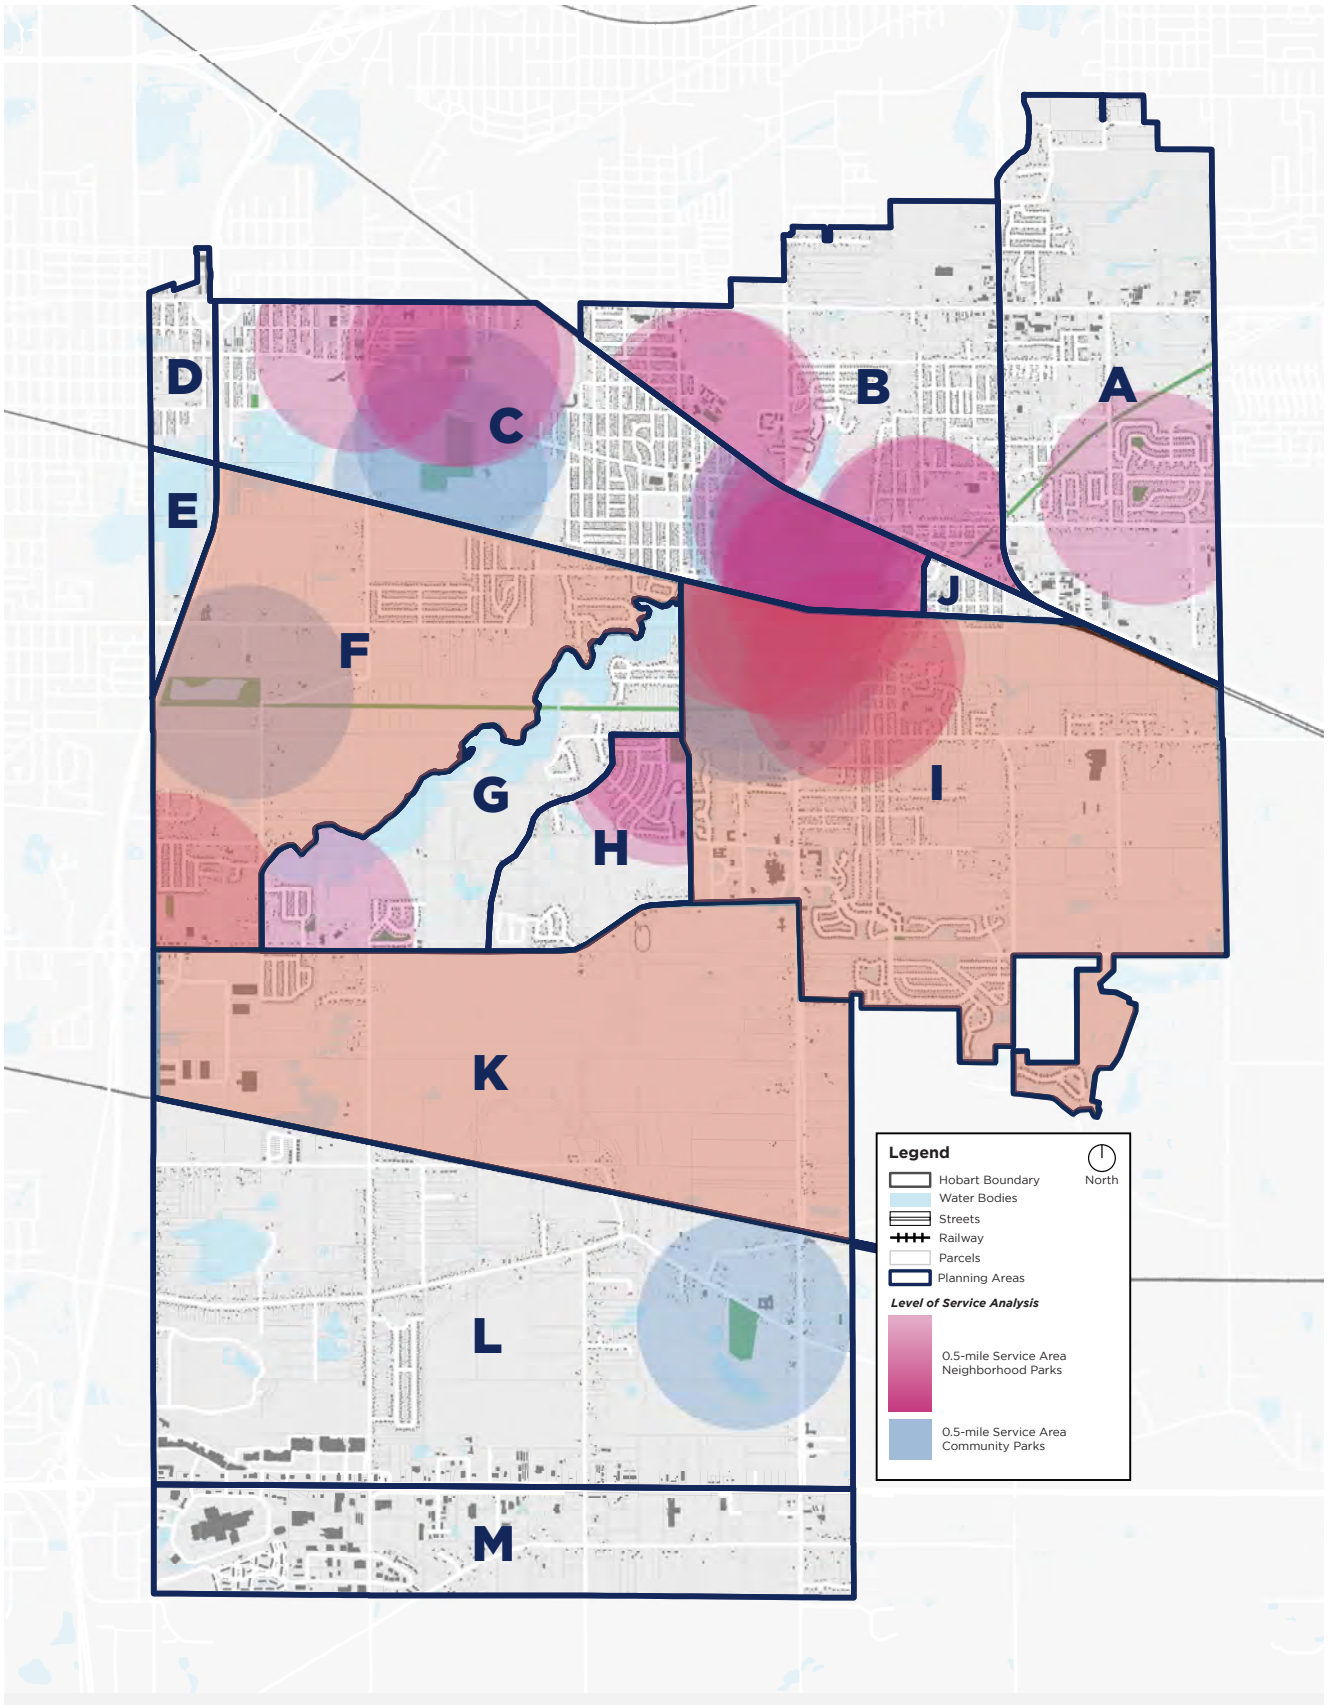 D
C
B
A
E
J
F
G
H
I
K
L
M
Legend
North
Hobart Boundary
Water Bodies
Streets
Railway
Parcels
Planning Areas
Level of Service Analysis
0.5-mile Service Area
Neighborhood Parks
0.5-mile Service Area
Community Parks